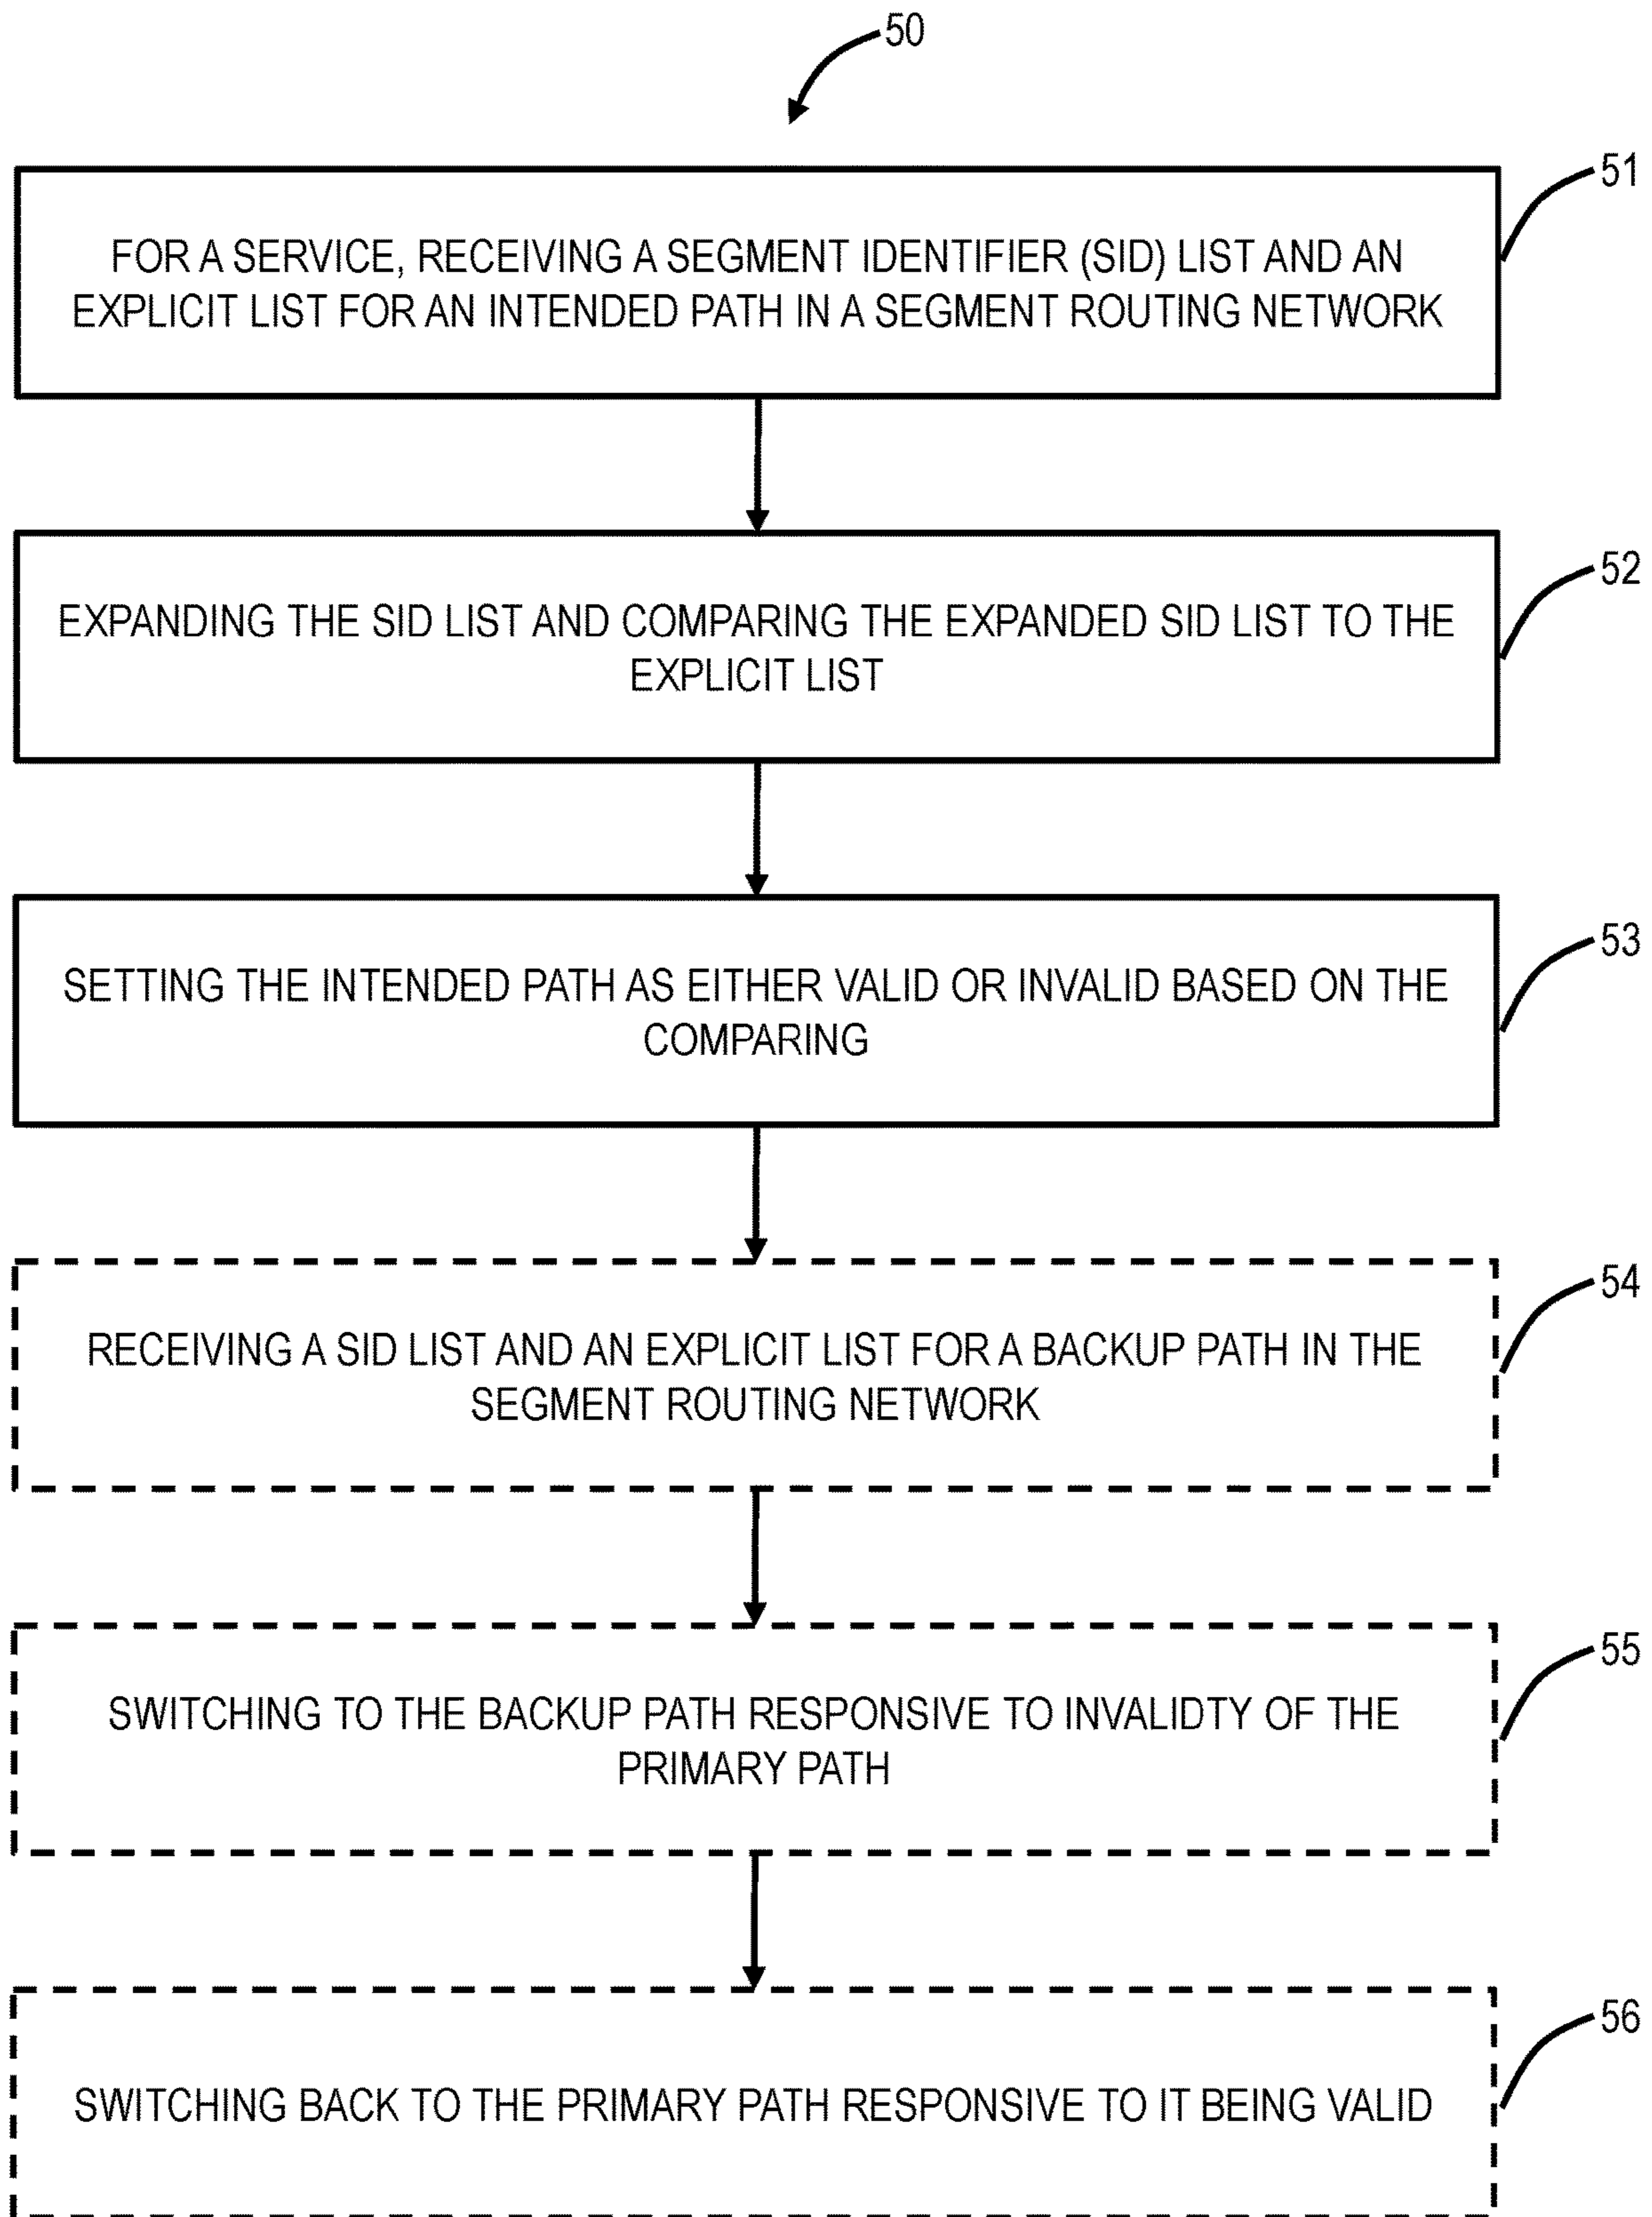 50
51
FOR A SERVICE, RECEIVING A SEGMENT IDENTIFIER (SID) LIST AND AN
EXPLICIT LIST FOR AN INTENDED PATH IN A SEGMENT ROUTING NETWORK
52
EXPANDING THE SID LIST AND COMPARING THE EXPANDED SID LIST TO THE
EXPLICIT LIST
53
SETTING THE INTENDED PATH AS EITHER VALID OR INVALID BASED ON THE
COMPARING
54
RECEIVING A SID LIST AND AN EXPLICIT LIST FOR A BACKUP PATH IN THE
SEGMENT ROUTING NETWORK
55
SWITCHING TO THE BACKUP PATH RESPONSIVE TO INVALIDTY OF THE
PRIMARY PATH
56
SWITCHING BACK TO THE PRIMARY PATH RESPONSIVE TO IT BEING VALID